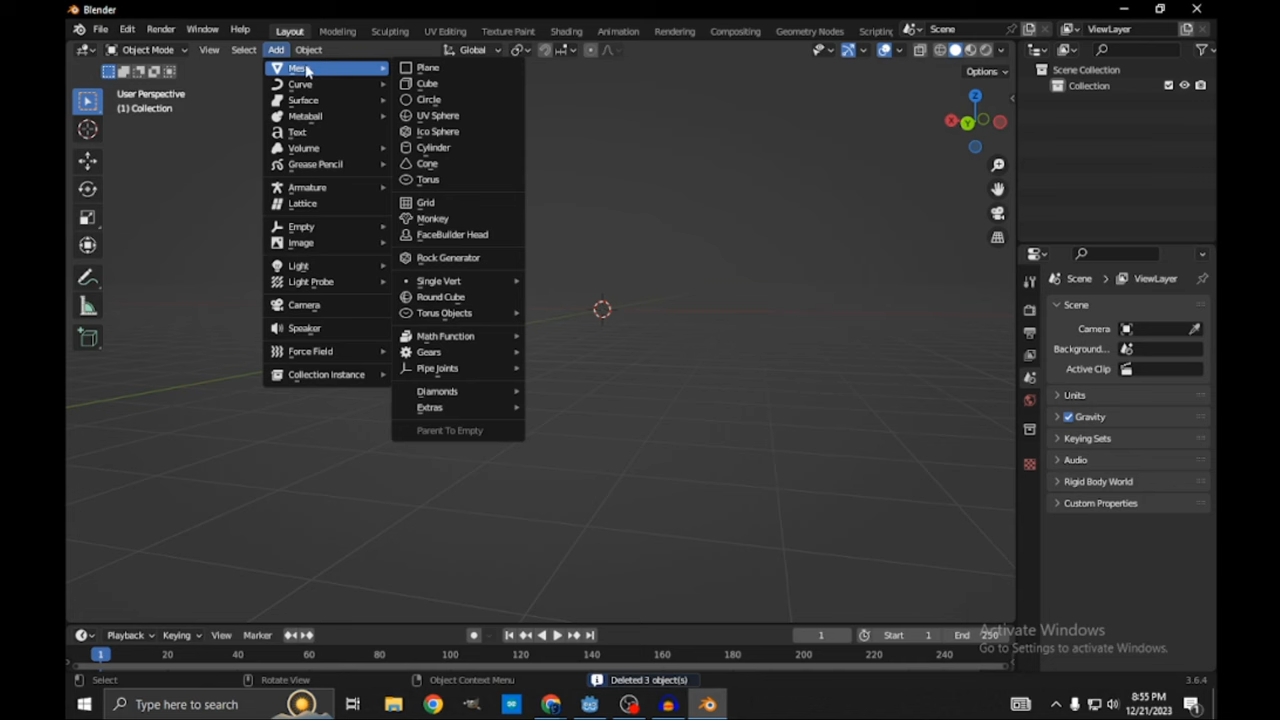 Blender
File Edit Render Window Help Layout Modeling Sculpting UV Editing Texture Paint Shading Animation Rendering Compositing Geometry Nodes Scripting Scene ViewLayer
Object Mode View Select Add Object Global
Options
User Perspective
(1) Collection
Mes
Curve
Surface
Metaball
Text
Volume
Grease Pencil
Armature
Lattice
Empty
Image
Light
Light Probe
Camera
Speaker
Force Field
Collection Instance
Plane
Cube
Circle
UV Sphere
Ico Sphere
Cylinder
Cone
Torus
Grid
Monkey
FaceBuilder Head
Rock Generator
Single Vert
Round Cube
Torus Objects
Math Function
Gears
Pipe Joints
Diamonds
Extras
Parent To Empty
Z
X
Y
Scene Collection
Collection
Scene ViewLayer
Scene
Camera
Background...
Active Clip
Units
Gravity
Keying Sets
Audio
Rigid Body World
Custom Properties
Playback Keying View Marker 1 Start 1 End 250
1 20 40 60 80 100 120 140 160 180 200 220 240
Activate Windows
Go to Settings to activate Windows.
Select Rotate View Object Context Menu Deleted 3 object(s) 3.6.4
Type here to search
8:55 PM
12/21/2023
1